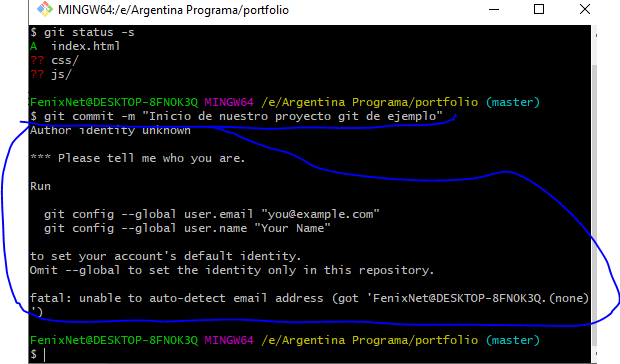 MINGW64:/e/Argentina Programa/portfolio
$ git status -s
A  index.html
?? css/
?? js/
FenixNet@DESKTOP-8FNOK3Q MINGW64 /e/Argentina Programa/portfolio (master)
$ git commit -m "Inicio de nuestro proyecto git de ejemplo"
Author identity unknown
*** Please tell me who you are.
Run
  git config --global user.email "you@example.com"
  git config --global user.name "Your Name"
to set your account's default identity.
Omit --global to set the identity only in this repository.
fatal: unable to auto-detect email address (got 'FenixNet@DESKTOP-8FNOK3Q.(none)
')
FenixNet@DESKTOP-8FNOK3Q MINGW64 /e/Argentina Programa/portfolio (master)
$